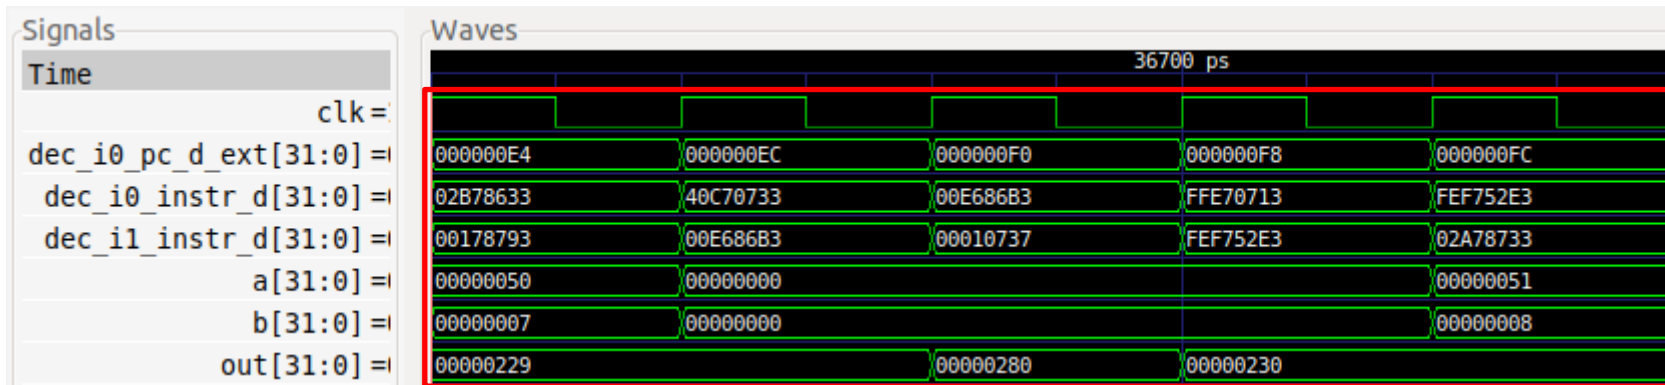 Signals
Waves
Time
36700 ps
clk =
dec_i0_pc_d_ext[31:0] = 000000E4 000000EC 000000F0 000000F8 000000FC
dec_i0_instr_d[31:0] = 02B78633 40C70733 00E686B3 FFE70713 FEF752E3
dec_i1_instr_d[31:0] = 00178793 00E686B3 00010737 FEF752E3 02A78733
a[31:0] = 00000050 00000000 00000051
b[31:0] = 00000007 00000000 00000008
out[31:0] = 00000229 00000280 00000230